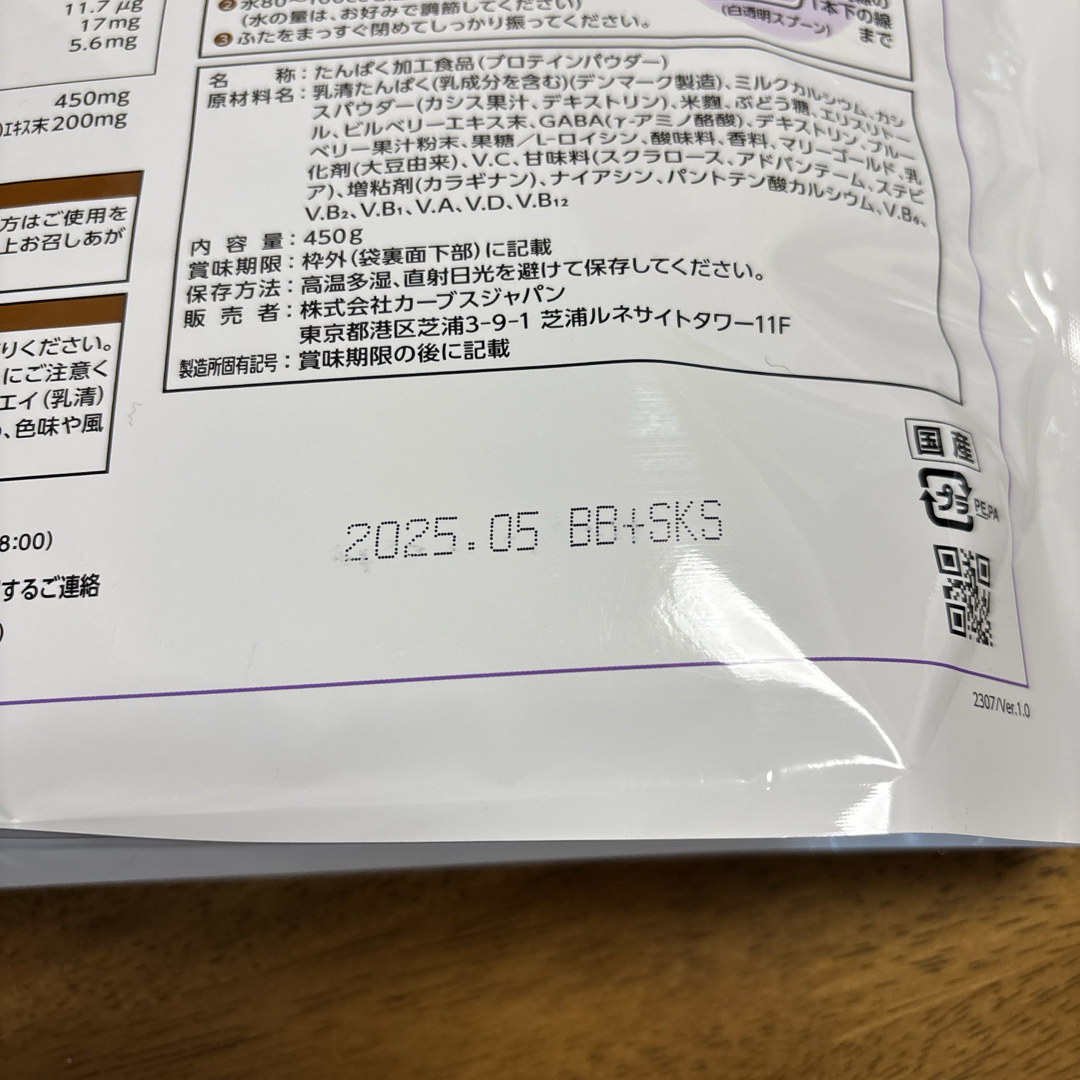 11.7μg
17mg
5.6mg
450mg
エキス末200mg
方はご使用を
上お召しあが
りください。
にご注意く
エイ(乳清)
、色味や風
8:00)
するご連絡
)
❷水80~100cc
(水の量は、お好みで調節してください)
❸ふたをまっすぐ閉めてしっかり振ってください。
1本下の線
まで
(白透明スプーン)
名称:たんぱく加工食品(プロテインパウダー)
原材料名:乳清たんぱく(乳成分を含む)(デンマーク製造)、ミルクカルシウム、カシ
スパウダー(カシス果汁、デキストリン)、米麴、ぶどう糖、エリスリトー
ル、ビルベリーエキス末、GABA(γ-アミノ酪酸)、デキストリン、ブルー
ベリー果汁粉末、果糖/L-ロイシン、酸味料、香料、マリーゴールド、乳
化剤(大豆由来)、V.C、甘味料(スクラロース、アドバンテーム、ステビ
ア)、増粘剤(カラギナン)、ナイアシン、パントテン酸カルシウム、V.B₆、
V.B₂、V.B₁、V.A、V.D、V.B₁₂
内容量:450g
賞味期限:枠外(袋裏面下部)に記載
保存方法:高温多湿、直射日光を避けて保存してください。
販売者:株式会社カーブスジャパン
東京都港区芝浦3-9-1 芝浦ルネサイトタワー11F
製造所固有記号:賞味期限の後に記載
国産
プラ
PE,PA
2025.05 BB+SKS
2307/Ver.1.0